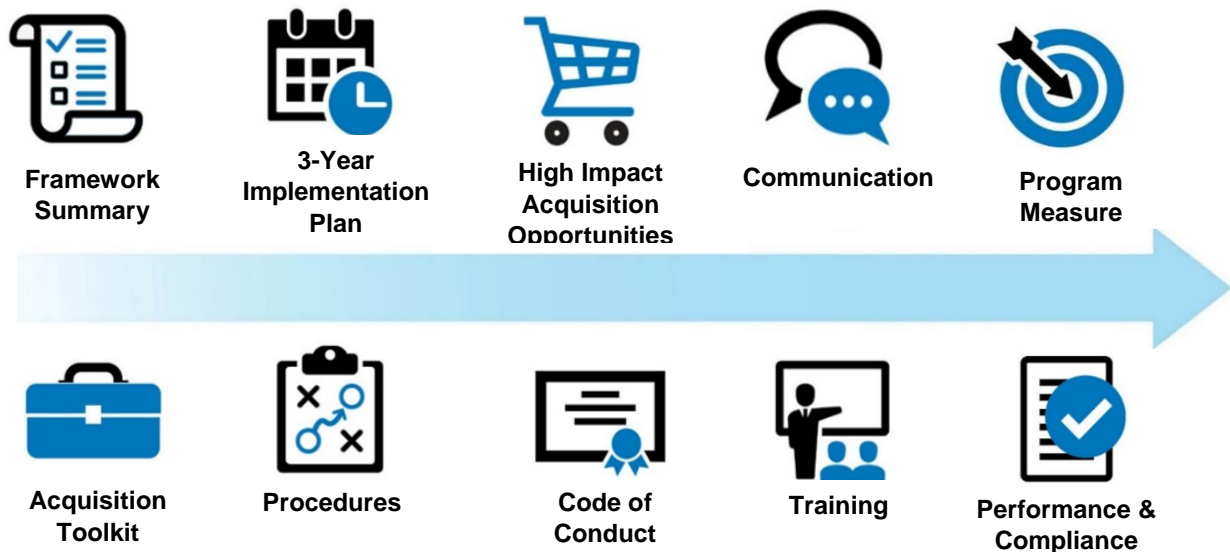 Framework
Summary
3-Year
Implementation
Plan
High Impact
Acquisition
Opportunities
Communication
Program
Measure
Acquisition
Toolkit
Procedures
Code of
Conduct
Training
Performance &
Compliance